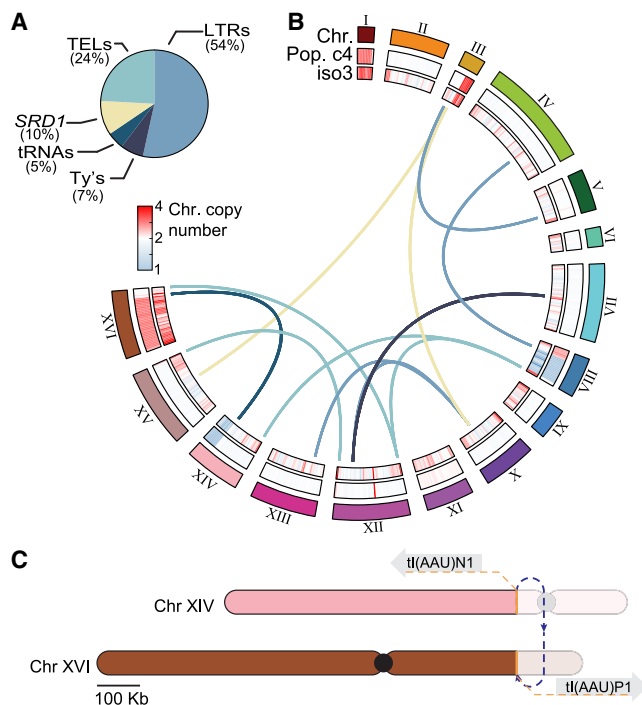 A
TELs
(24%)
LTRs
(54%)
SRD1
(10%)
tRNAs
(5%)
Ty's
(7%)
B
Chr.
Pop. c4
iso3
I
II
III
IV
V
VI
VII
VIII
IX
X
XI
XII
XIII
XIV
XV
XVI
4
3
2
1
Chr. copy
number
C
tI(AAU)N1
Chr XIV
Chr XVI
tI(AAU)P1
100 Kb